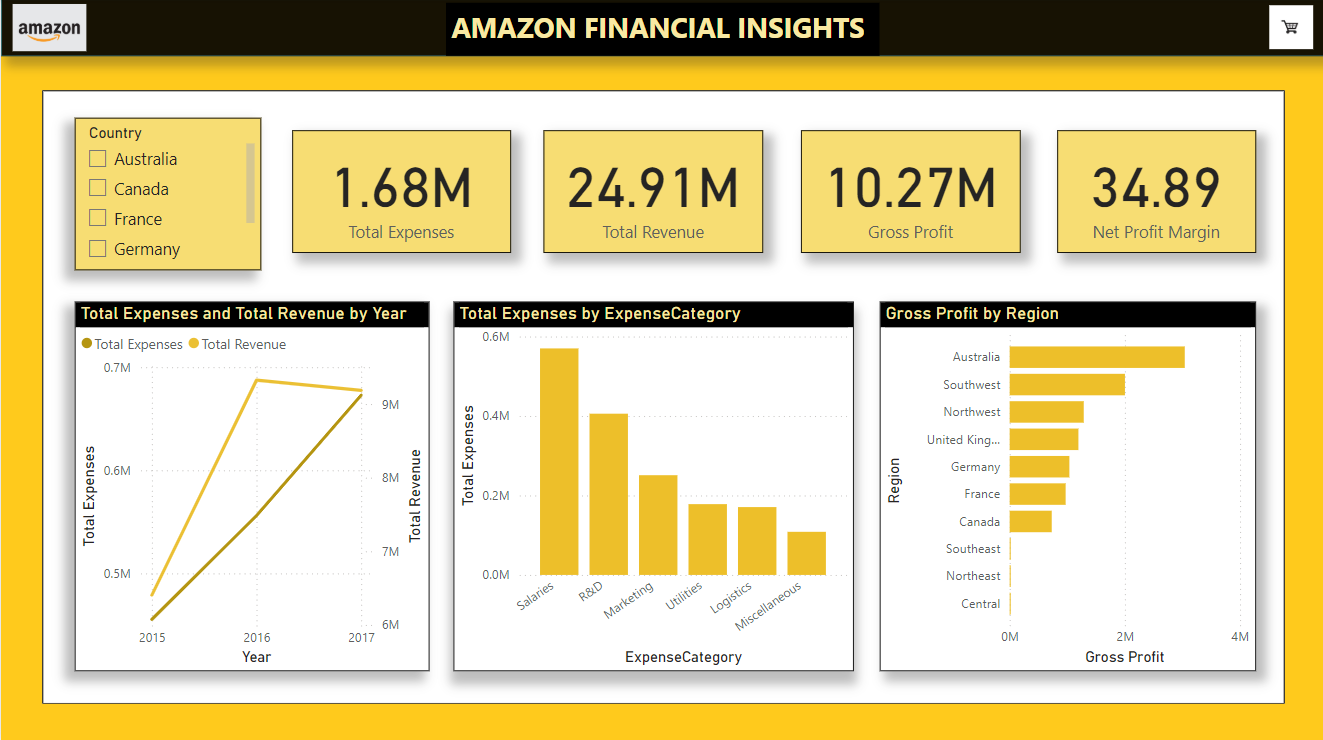 amazon
AMAZON FINANCIAL INSIGHTS
Country
Australia
Canada
France
Germany
1.68M
Total Expenses
24.91M
Total Revenue
10.27M
Gross Profit
34.89
Net Profit Margin
Total Expenses and Total Revenue by Year
Total Expenses Total Revenue
0.7M
0.6M
0.5M
Total Expenses
9M
8M
7M
6M
Total Revenue
2015 2016 2017
Year
Total Expenses by ExpenseCategory
0.6M
0.4M
0.2M
0.0M
Total Expenses
Salaries
R&D
Marketing
Utilities
Logistics
Miscellaneous
ExpenseCategory
Gross Profit by Region
Region
Australia
Southwest
Northwest
United King...
Germany
France
Canada
Southeast
Northeast
Central
0M 2M 4M
Gross Profit